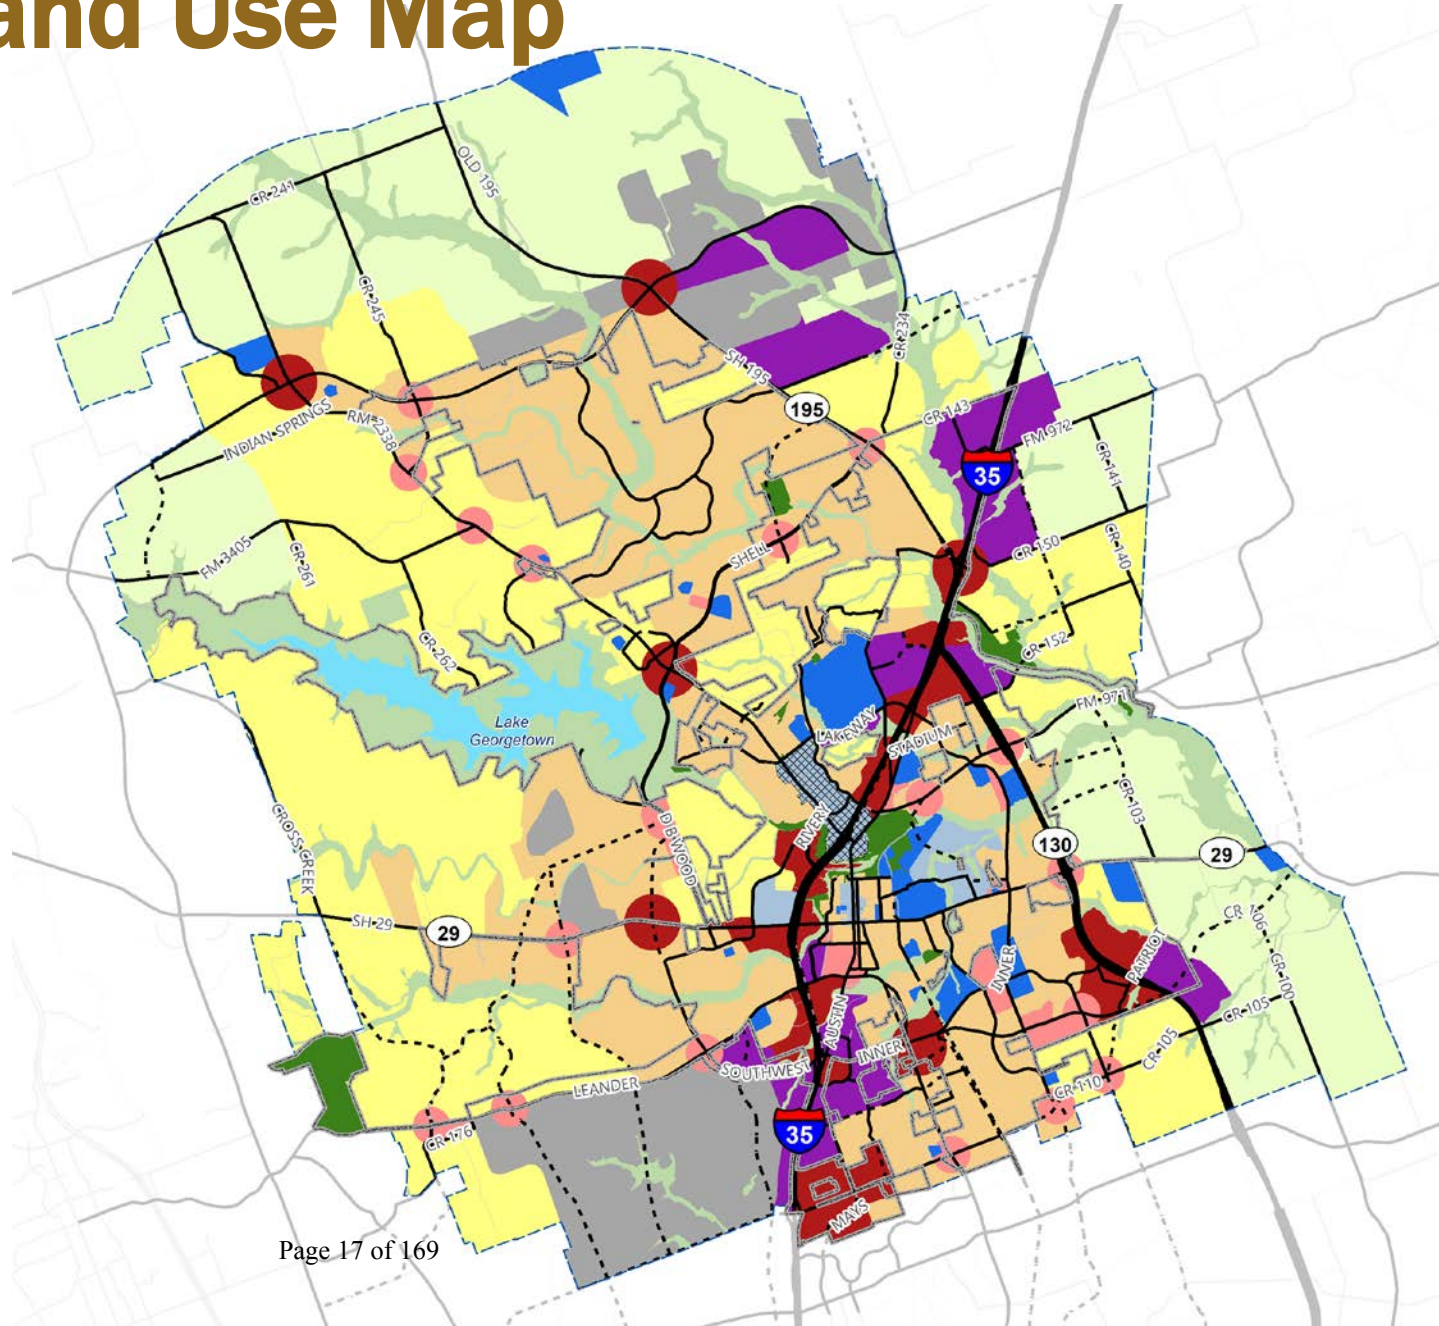 and Use Map
OLD 195
CR 241
CR 245
CR 234
SH 195
195
CR 143
FM 972
INDIAN SPRINGS
RM 2338
CR 141
35
SHELL
CR 150
CR 140
FM 3405
CR 261
CR 262
CR 152
FM 971
Lake
Georgetown
LAKEWAY
STADIUM
CROSS CREEK
D B WOOD
RIVERY
CR 103
130
29
SH 29
29
CR 106
INNER
PATRIOT
CR 100
CR 105
AUSTIN
CR 105
INNER
SOUTHWEST
LEANDER
CR 110
35
CR 176
MAYS
Page 17 of 169